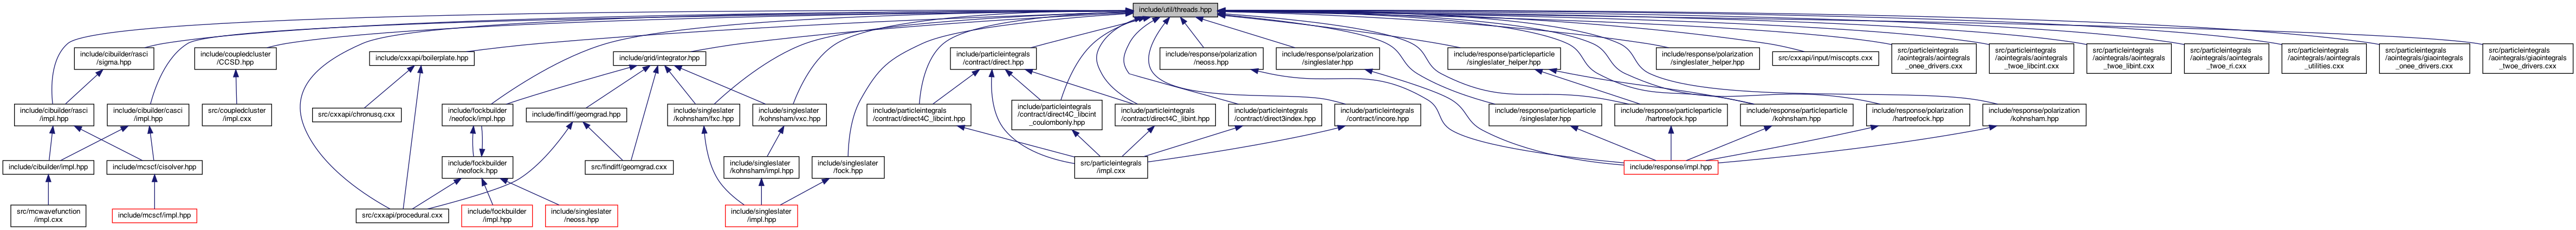 include/util/threads.hpp
include/cibuilder/rasci
/sigma.hpp
include/coupledcluster
/CCSD.hpp
include/cxxapi/boilerplate.hpp
include/grid/integrator.hpp
include/particleintegrals
/contract/direct.hpp
include/response/polarization
/neoss.hpp
include/response/polarization
/singleslater.hpp
include/response/particleparticle
/singleslater_helper.hpp
include/response/polarization
/singleslater_helper.hpp
src/cxxapi/input/miscopts.cxx
src/particleintegrals
/aointegrals/aointegrals
_onee_drivers.cxx
src/particleintegrals
/aointegrals/aointegrals
_twoe_libcint.cxx
src/particleintegrals
/aointegrals/aointegrals
_twoe_libint.cxx
src/particleintegrals
/aointegrals/aointegrals
_twoe_ri.cxx
src/particleintegrals
/aointegrals/aointegrals
_utilities.cxx
src/particleintegrals
/aointegrals/giaointegrals
_onee_drivers.cxx
src/particleintegrals
/aointegrals/giaointegrals
_twoe_drivers.cxx
include/cibuilder/rasci
/impl.hpp
include/cibuilder/casci
/impl.hpp
src/coupledcluster
/impl.cxx
src/cxxapi/chronusq.cxx
include/fockbuilder
/neofock/impl.hpp
include/findiff/geomgrad.hpp
include/singleslater
/kohnsham/fxc.hpp
include/singleslater
/kohnsham/vxc.hpp
include/particleintegrals
/contract/direct4C_libcint.hpp
include/particleintegrals
/contract/direct4C_libcint
_coulombonly.hpp
include/particleintegrals
/contract/direct4C_libint.hpp
include/particleintegrals
/contract/direct3index.hpp
include/particleintegrals
/contract/incore.hpp
include/response/particleparticle
/singleslater.hpp
include/response/particleparticle
/hartreefock.hpp
include/response/particleparticle
/kohnsham.hpp
include/response/polarization
/hartreefock.hpp
include/response/polarization
/kohnsham.hpp
include/cibuilder/impl.hpp
include/mcscf/cisolver.hpp
include/fockbuilder
/neofock.hpp
src/findiff/geomgrad.cxx
include/singleslater
/kohnsham/impl.hpp
include/singleslater
/fock.hpp
src/particleintegrals
/impl.cxx
include/response/impl.hpp
src/mcwavefunction
/impl.cxx
include/mcscf/impl.hpp
src/cxxapi/procedural.cxx
include/fockbuilder
/impl.hpp
include/singleslater
/neoss.hpp
include/singleslater
/impl.hpp